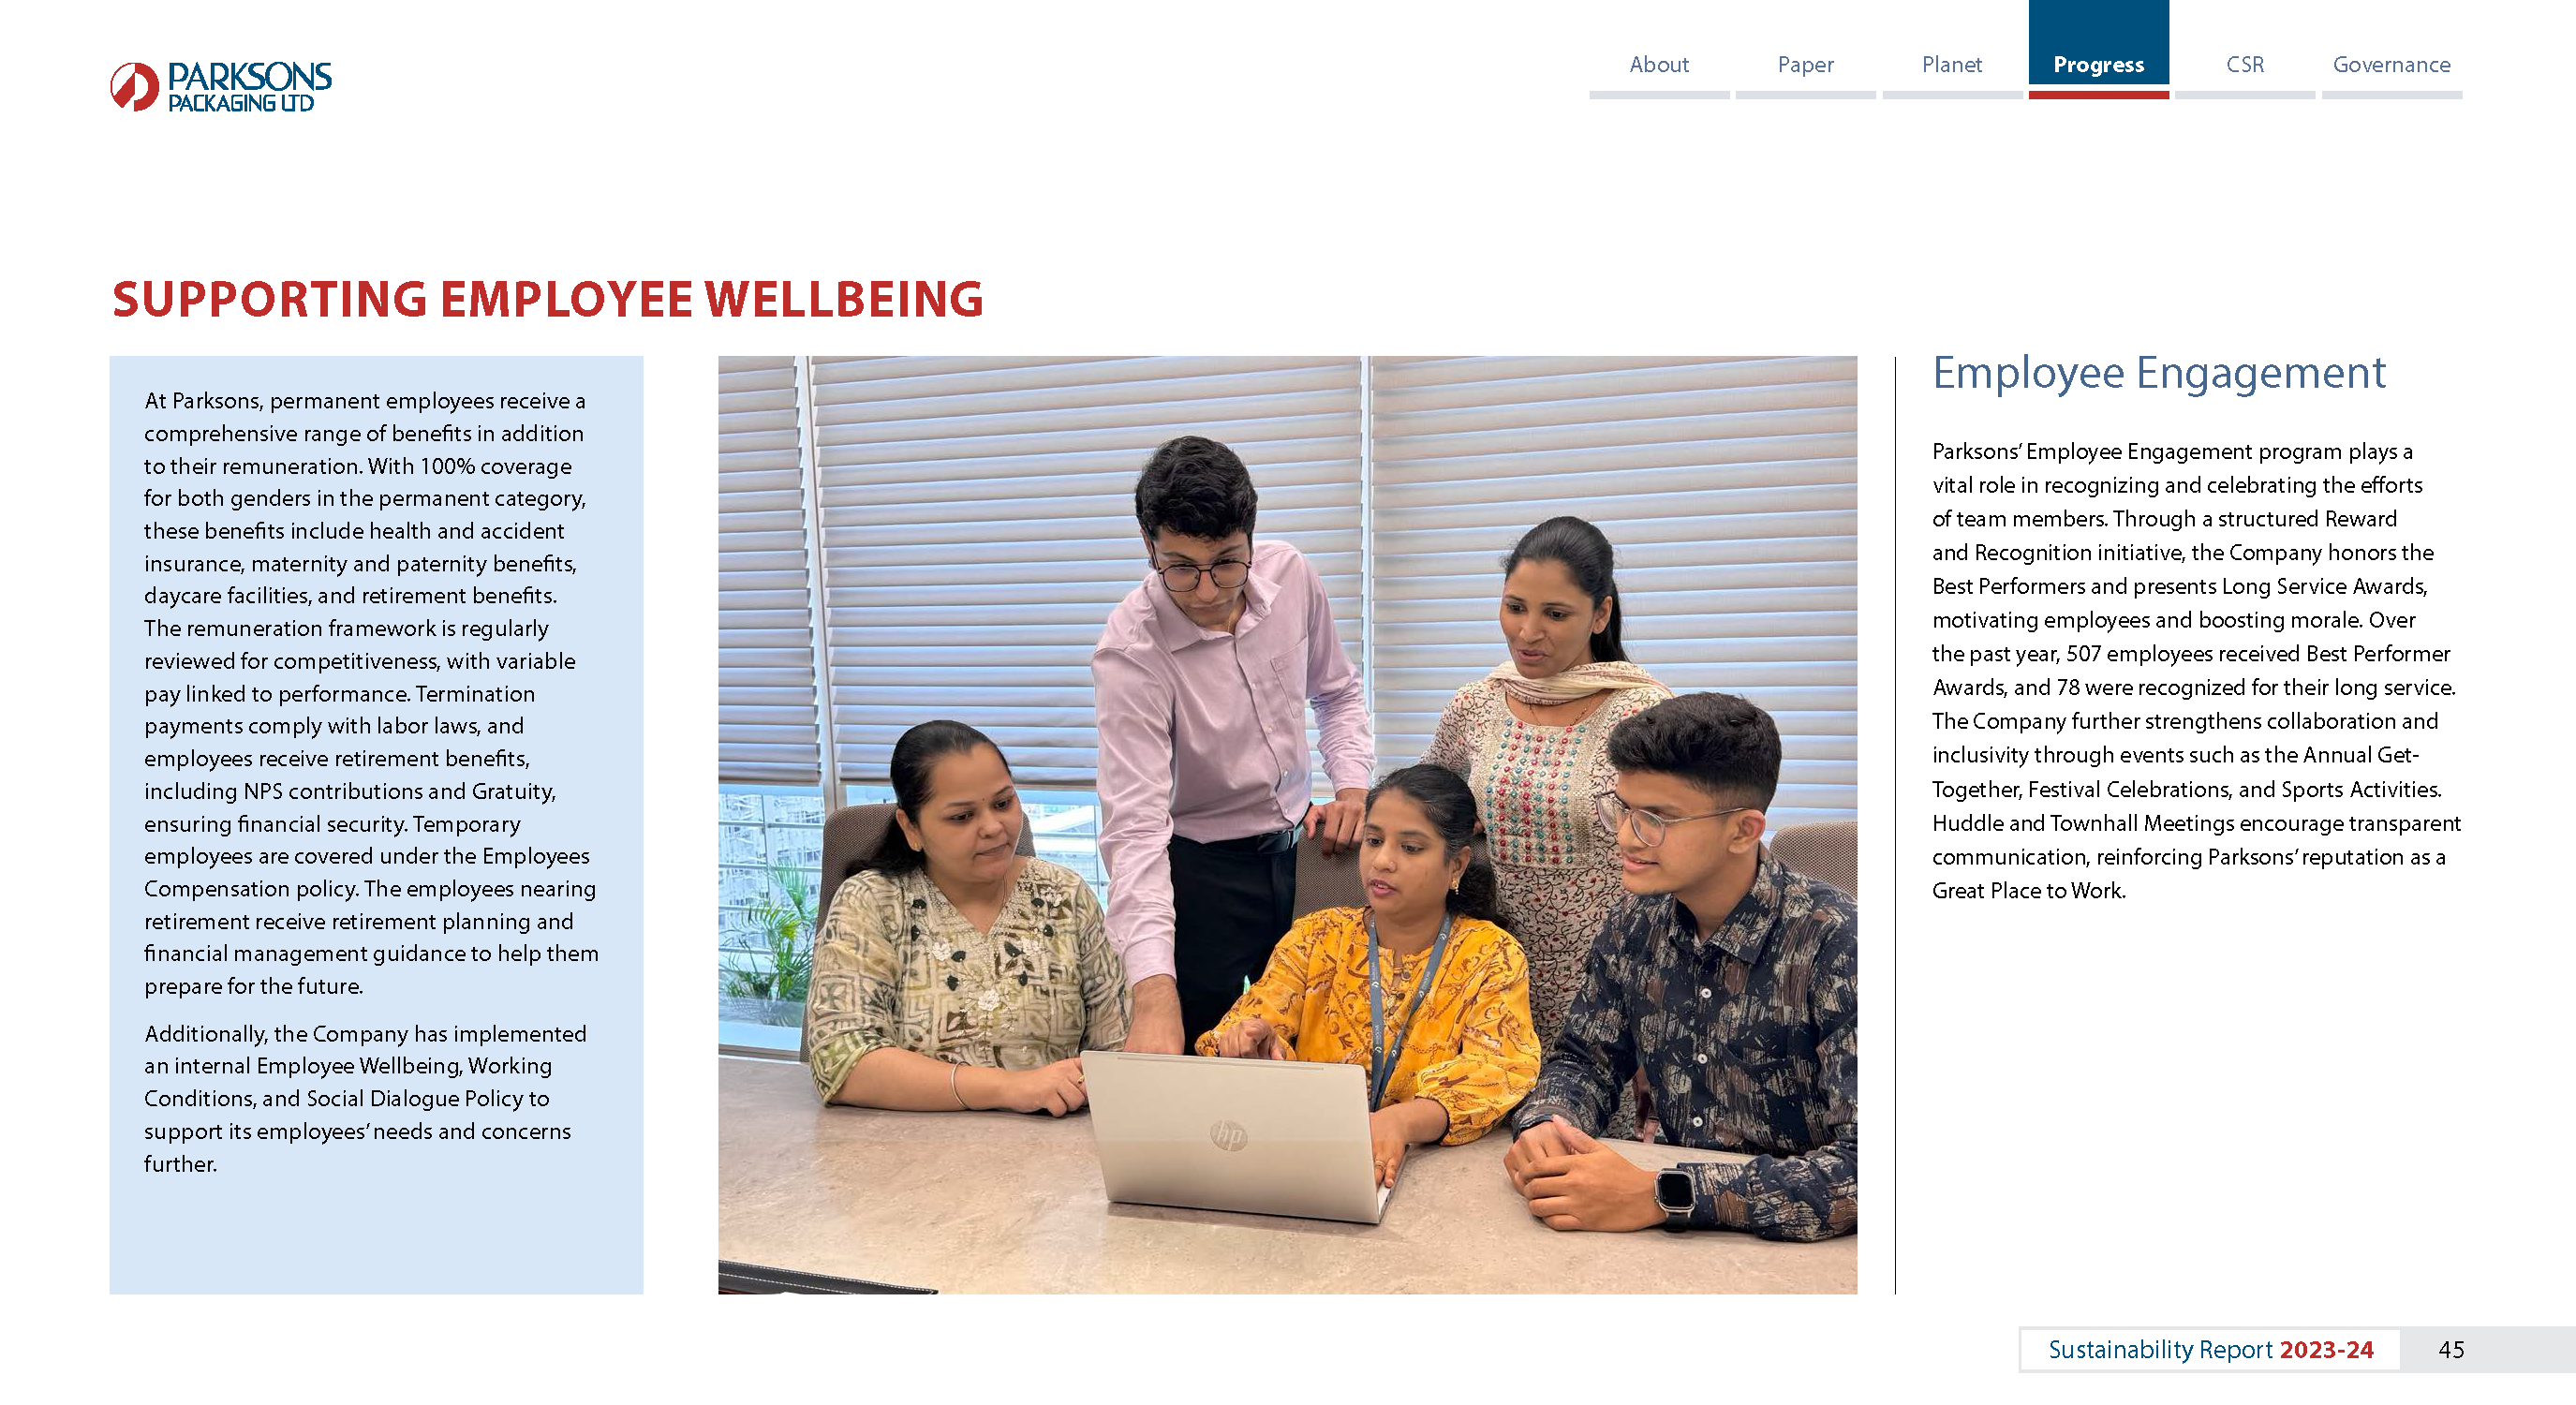 PARKSONS
PACKAGING LTD
About Paper Planet Progress CSR Governance
SUPPORTING EMPLOYEE WELLBEING
At Parksons, permanent employees receive a
comprehensive range of benefits in addition
to their remuneration. With 100% coverage
for both genders in the permanent category,
these benefits include health and accident
insurance, maternity and paternity benefits,
daycare facilities, and retirement benefits.
The remuneration framework is regularly
reviewed for competitiveness, with variable
pay linked to performance. Termination
payments comply with labor laws, and
employees receive retirement benefits,
including NPS contributions and Gratuity,
ensuring financial security. Temporary
employees are covered under the Employees
Compensation policy. The employees nearing
retirement receive retirement planning and
financial management guidance to help them
prepare for the future.
Additionally, the Company has implemented
an internal Employee Wellbeing, Working
Conditions, and Social Dialogue Policy to
support its employees’ needs and concerns
further.
hp
Employee Engagement
Parksons’ Employee Engagement program plays a
vital role in recognizing and celebrating the efforts
of team members. Through a structured Reward
and Recognition initiative, the Company honors the
Best Performers and presents Long Service Awards,
motivating employees and boosting morale. Over
the past year, 507 employees received Best Performer
Awards, and 78 were recognized for their long service.
The Company further strengthens collaboration and
inclusivity through events such as the Annual Get-
Together, Festival Celebrations, and Sports Activities.
Huddle and Townhall Meetings encourage transparent
communication, reinforcing Parksons’ reputation as a
Great Place to Work.
Sustainability Report 2023-24 45